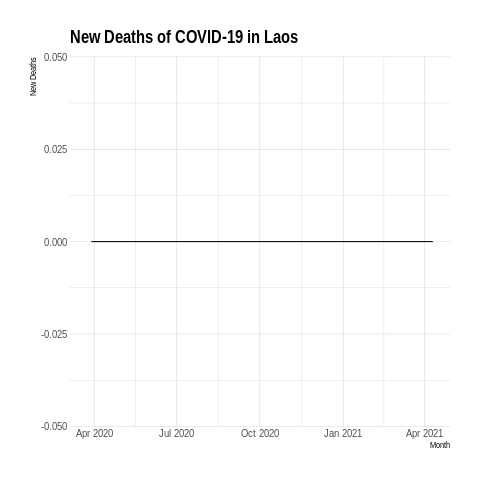 New Deaths of COVID-19 in Laos
New Deaths
0.050
0.025
0.000
-0.025
-0.050
Apr 2020 Jul 2020 Oct 2020 Jan 2021 Apr 2021
Month